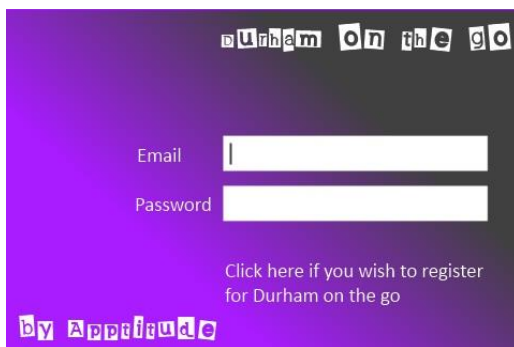 Durham on the go
Email
Password
Click here if you wish to register
for Durham on the go
by Apptitude